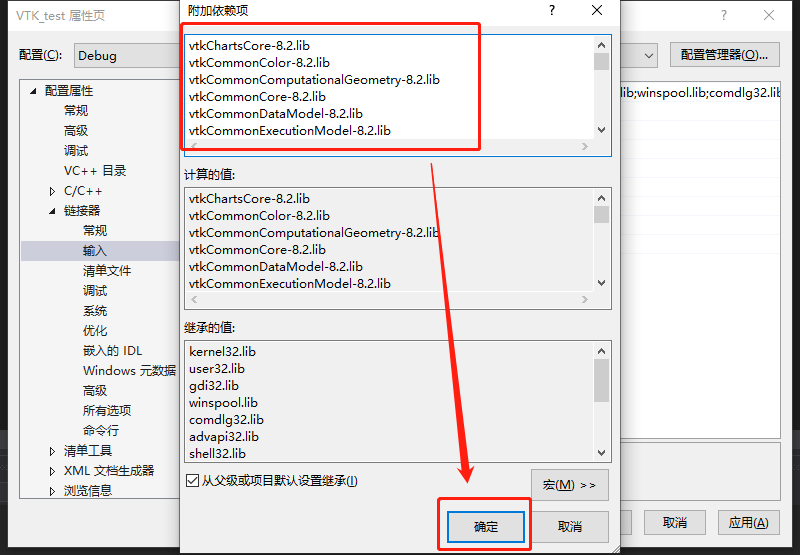 VTK_test 属性页
配置(C):
Debug
配置管理器(O)...
配置属性
常规
高级
调试
VC++ 目录
C/C++
链接器
常规
输入
清单文件
调试
系统
优化
嵌入的 IDL
Windows 元数据
高级
所有选项
命令行
清单工具
XML 文档生成器
浏览信息
附加依赖项
vtkChartsCore-8.2.lib
vtkCommonColor-8.2.lib
vtkCommonComputationalGeometry-8.2.lib
vtkCommonCore-8.2.lib
vtkCommonDataModel-8.2.lib
vtkCommonExecutionModel-8.2.lib
计算的值:
vtkChartsCore-8.2.lib
vtkCommonColor-8.2.lib
vtkCommonComputationalGeometry-8.2.lib
vtkCommonCore-8.2.lib
vtkCommonDataModel-8.2.lib
vtkCommonExecutionModel-8.2.lib
继承的值:
kernel32.lib
user32.lib
gdi32.lib
winspool.lib
comdlg32.lib
advapi32.lib
shell32.lib
从父级或项目默认设置继承(I)
宏(M) >>
确定
取消
lib;winspool.lib;comdlg32.lib
取消
应用(A)